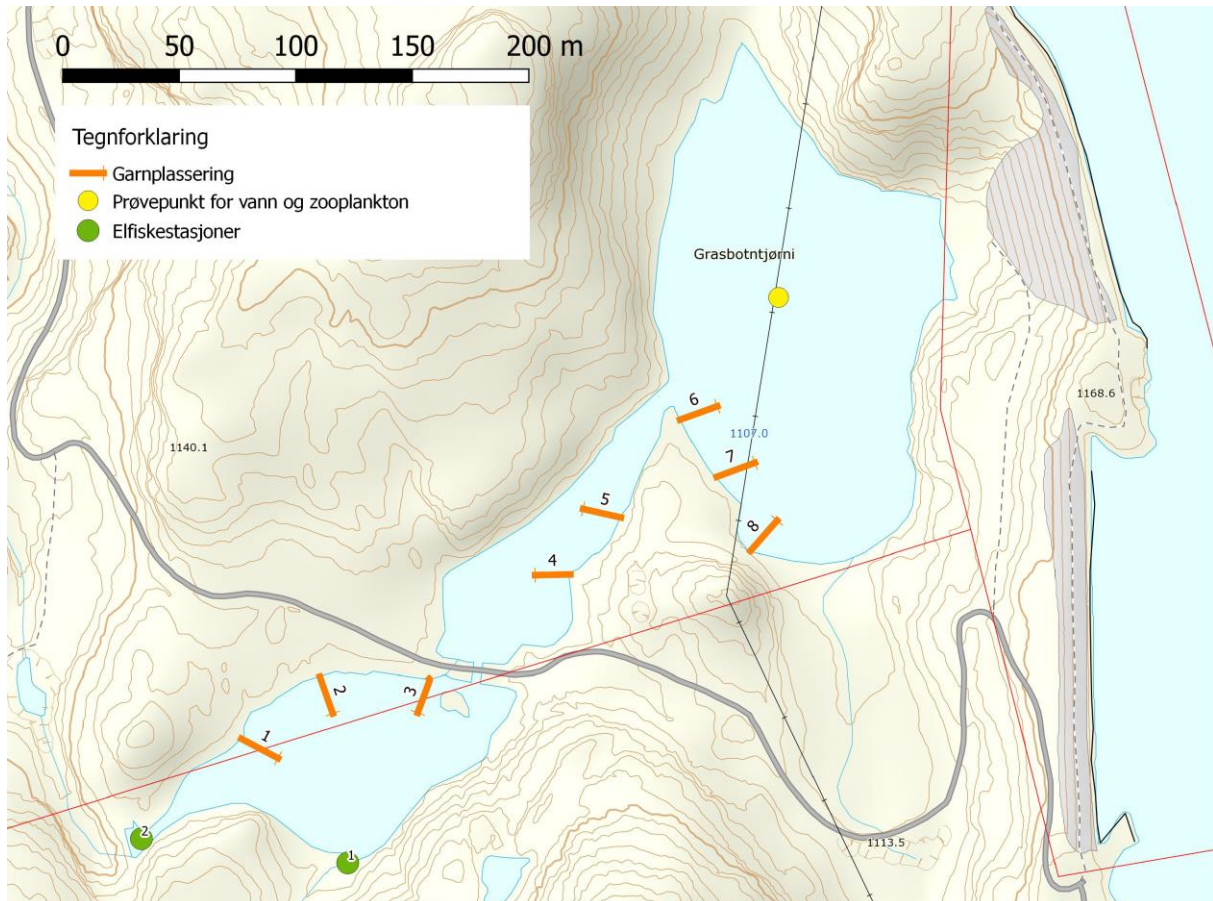 0 50 100 150 200 m
Tegnforklaring
Garnplassering
Prøvepunkt for vann og zooplankton
Elfiskestasjoner
Grasbotntjørni
1168.6
6
1107.0
1140.1
7
5
8
4
2
3
1
2
1
1113.5